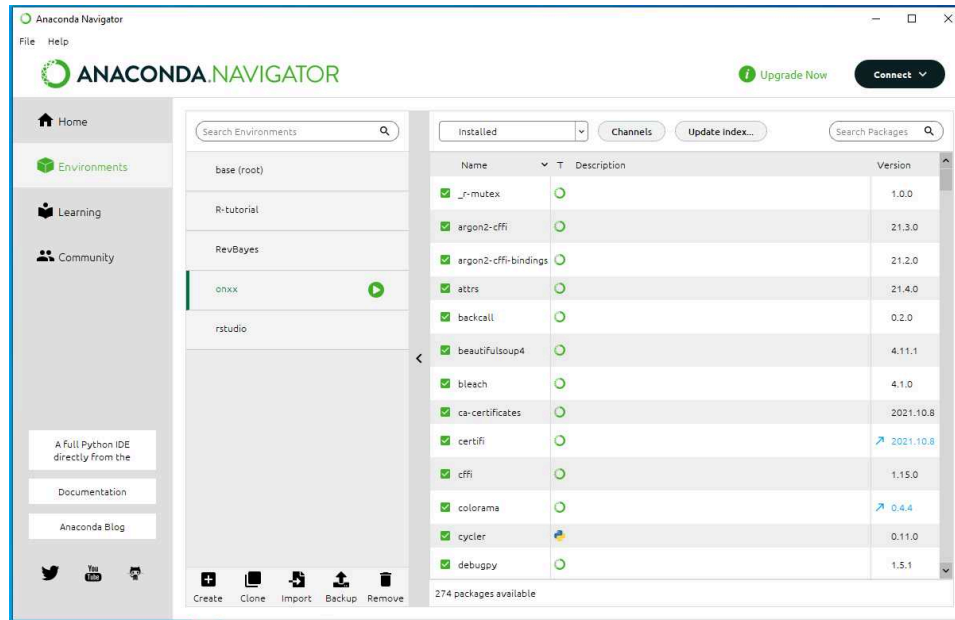 Anaconda Navigator
File Help
ANACONDA.NAVIGATOR
i Upgrade Now
Connect
Home
Environments
Learning
Community
A full Python IDE
directly from the
Documentation
Anaconda Blog
You
Tube
Search Environments
base (root)
R-tutorial
RevBayes
onxx
rstudio
Create Clone Import Backup Remove
Installed Channels Update index... Search Packages
Name T Description Version
_r-mutex 1.0.0
argon2-cffi 21.3.0
argon2-cffi-bindings 21.2.0
attrs 21.4.0
backcall 0.2.0
beautifulsoup4 4.11.1
bleach 4.1.0
ca-certificates 2021.10.8
certifi 2021.10.8
cffi 1.15.0
colorama 0.4.4
cycler 0.11.0
debugpy 1.5.1
274 packages available